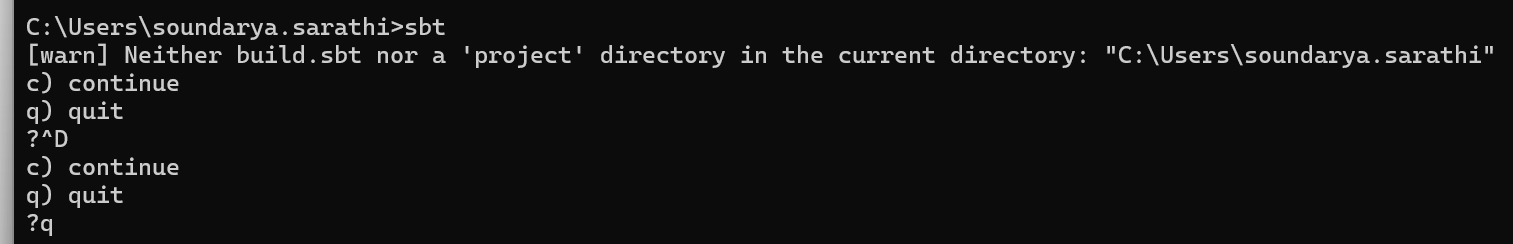 C:\Users\soundarya.sarathi>sbt
[warn] Neither build.sbt nor a 'project' directory in the current directory: "C:\Users\soundarya.sarathi"
c) continue
q) quit
?^D
c) continue
q) quit
?q